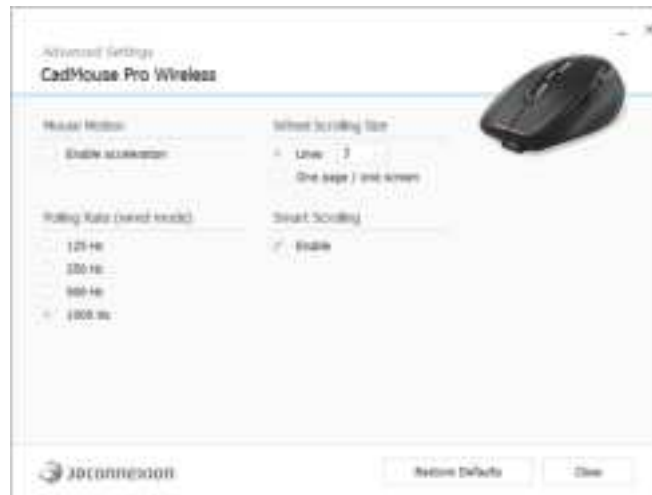 Advanced Settings
CadMouse Pro Wireless
Mouse Motion
Enable acceleration
Wheel Scrolling Size
Lines
One page / one screen
Polling Rate (wired mode)
125 Hz
250 Hz
500 Hz
1000 Hz
Smart Scrolling
Enable
3Dconnexion
Restore Defaults
Close